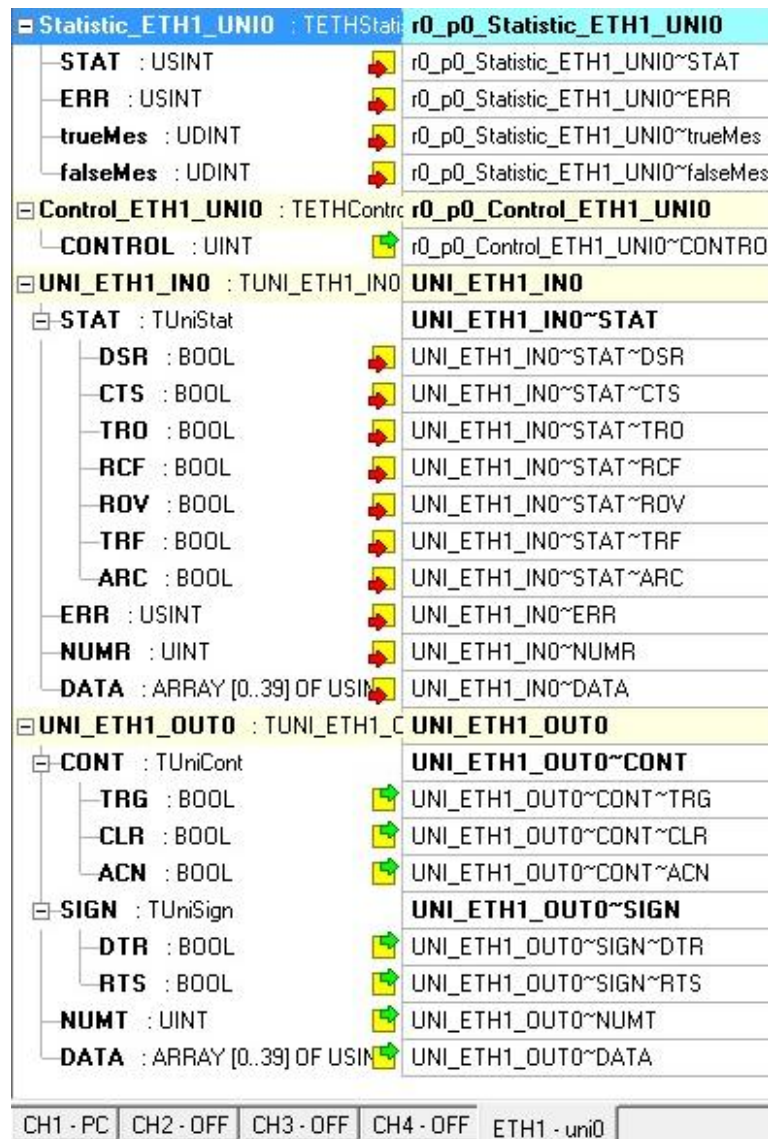 Statistic_ETH1_UNI0 : TETHStati r0_p0_Statistic_ETH1_UNI0
STAT : USINT r0_p0_Statistic_ETH1_UNI0~STAT
ERR : USINT r0_p0_Statistic_ETH1_UNI0~ERR
trueMes : UDINT r0_p0_Statistic_ETH1_UNI0~trueMes
falseMes : UDINT r0_p0_Statistic_ETH1_UNI0~falseMes
Control_ETH1_UNI0 : TETHContro r0_p0_Control_ETH1_UNI0
CONTROL : UINT r0_p0_Control_ETH1_UNI0~CONTRO
UNI_ETH1_IN0 : TUNI_ETH1_IN0 UNI_ETH1_IN0
STAT : TUniStat UNI_ETH1_IN0~STAT
DSR : BOOL UNI_ETH1_IN0~STAT~DSR
CTS : BOOL UNI_ETH1_IN0~STAT~CTS
TRO : BOOL UNI_ETH1_IN0~STAT~TRO
RCF : BOOL UNI_ETH1_IN0~STAT~RCF
ROV : BOOL UNI_ETH1_IN0~STAT~ROV
TRF : BOOL UNI_ETH1_IN0~STAT~TRF
ARC : BOOL UNI_ETH1_IN0~STAT~ARC
ERR : USINT UNI_ETH1_IN0~ERR
NUMR : UINT UNI_ETH1_IN0~NUMR
DATA : ARRAY [0..39] OF USIN UNI_ETH1_IN0~DATA
UNI_ETH1_OUT0 : TUNI_ETH1_O UNI_ETH1_OUT0
CONT : TUniCont UNI_ETH1_OUT0~CONT
TRG : BOOL UNI_ETH1_OUT0~CONT~TRG
CLR : BOOL UNI_ETH1_OUT0~CONT~CLR
ACN : BOOL UNI_ETH1_OUT0~CONT~ACN
SIGN : TUniSign UNI_ETH1_OUT0~SIGN
DTR : BOOL UNI_ETH1_OUT0~SIGN~DTR
RTS : BOOL UNI_ETH1_OUT0~SIGN~RTS
NUMT : UINT UNI_ETH1_OUT0~NUMT
DATA : ARRAY [0..39] OF USIN UNI_ETH1_OUT0~DATA
CH1 - PC CH2 - OFF CH3 - OFF CH4 - OFF ETH1 - uni0